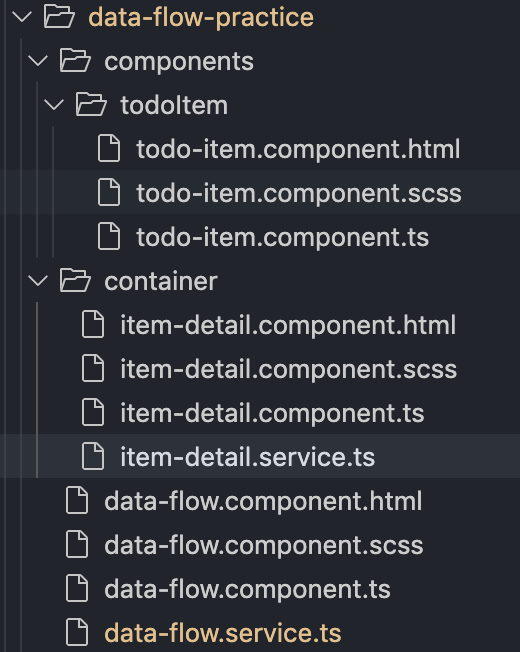 data-flow-practice
components
todoItem
todo-item.component.html
todo-item.component.scss
todo-item.component.ts
container
item-detail.component.html
item-detail.component.scss
item-detail.component.ts
item-detail.service.ts
data-flow.component.html
data-flow.component.scss
data-flow.component.ts
data-flow.service.ts